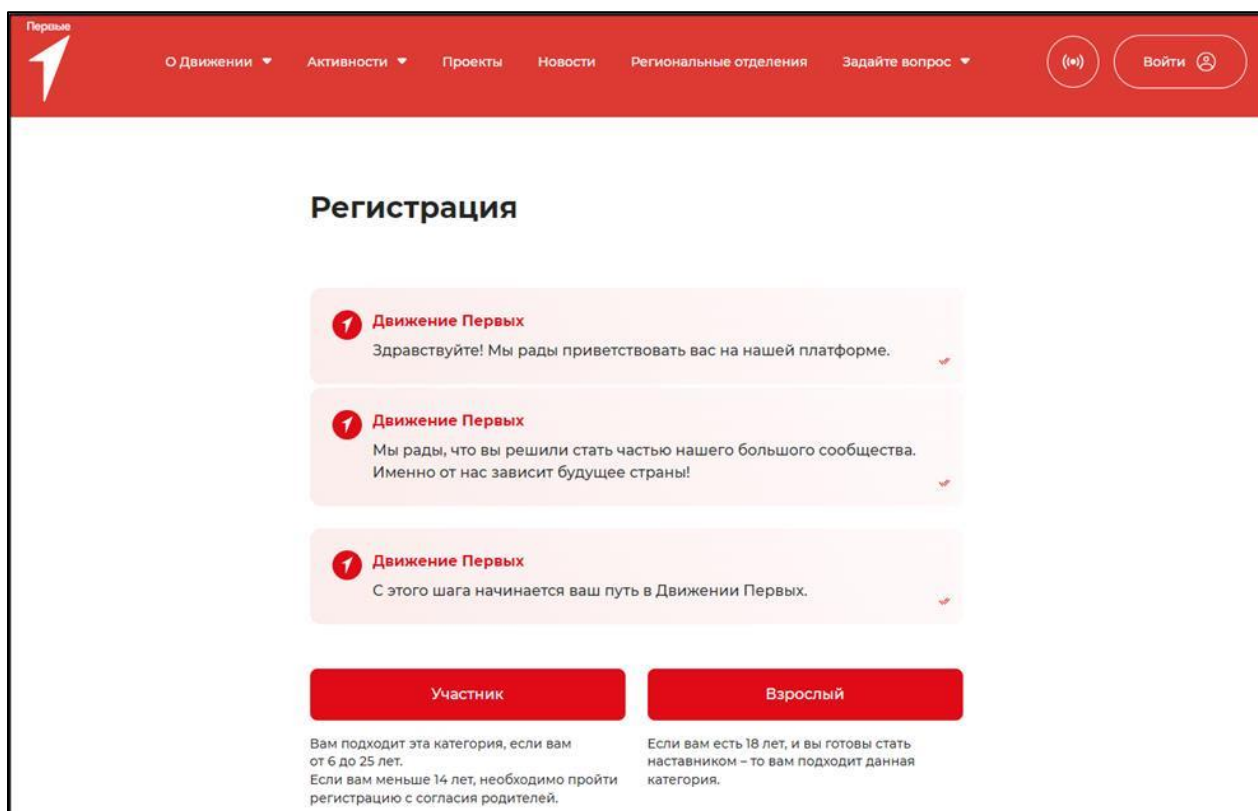 Первые
О Движении
Активности
Проекты
Новости
Региональные отделения
Задайте вопрос
Войти
Регистрация
Движение Первых
Здравствуйте! Мы рады приветствовать вас на нашей платформе.
Движение Первых
Мы рады, что вы решили стать частью нашего большого сообщества.
Именно от нас зависит будущее страны!
Движение Первых
С этого шага начинается ваш путь в Движении Первых.
Участник
Взрослый
Вам подходит эта категория, если вам
от 6 до 25 лет.
Если вам меньше 14 лет, необходимо пройти
регистрацию с согласия родителей.
Если вам есть 18 лет, и вы готовы стать
наставником – то вам подходит данная
категория.